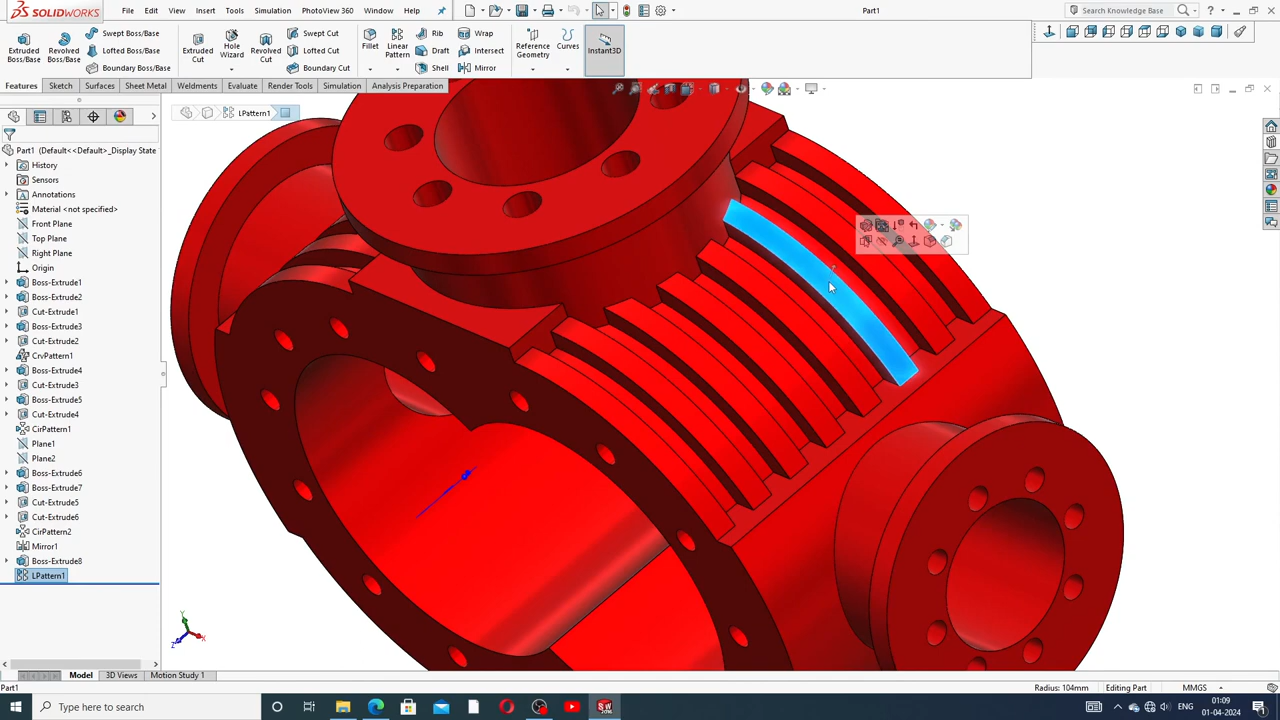 SOLIDWORKS
File
Edit
View
Insert
Tools
Simulation
PhotoView 360
Window
Help
Part1
Search Knowledge Base
Extruded Boss/Base
Revolved Boss/Base
Swept Boss/Base
Lofted Boss/Base
Boundary Boss/Base
Extruded Cut
Hole Wizard
Revolved Cut
Swept Cut
Lofted Cut
Boundary Cut
Fillet
Linear Pattern
Rib
Draft
Shell
Wrap
Intersect
Mirror
Reference Geometry
Curves
Instant3D
Features
Sketch
Surfaces
Sheet Metal
Weldments
Evaluate
Render Tools
Simulation
Analysis Preparation
LPattern1
Part1 (Default<<Default>_Display State
History
Sensors
Annotations
Material <not specified>
Front Plane
Top Plane
Right Plane
Origin
Boss-Extrude1
Boss-Extrude2
Cut-Extrude1
Boss-Extrude3
Cut-Extrude2
CrvPattern1
Boss-Extrude4
Cut-Extrude3
Boss-Extrude5
Cut-Extrude4
CirPattern1
Plane1
Plane2
Boss-Extrude6
Boss-Extrude7
Cut-Extrude5
Cut-Extrude6
CirPattern2
Mirror1
Boss-Extrude8
LPattern1
Y
X
Z
Model
3D Views
Motion Study 1
Part1
Radius: 104mm
Editing Part
MMGS
Type here to search
ENG
01:09
01-04-2024